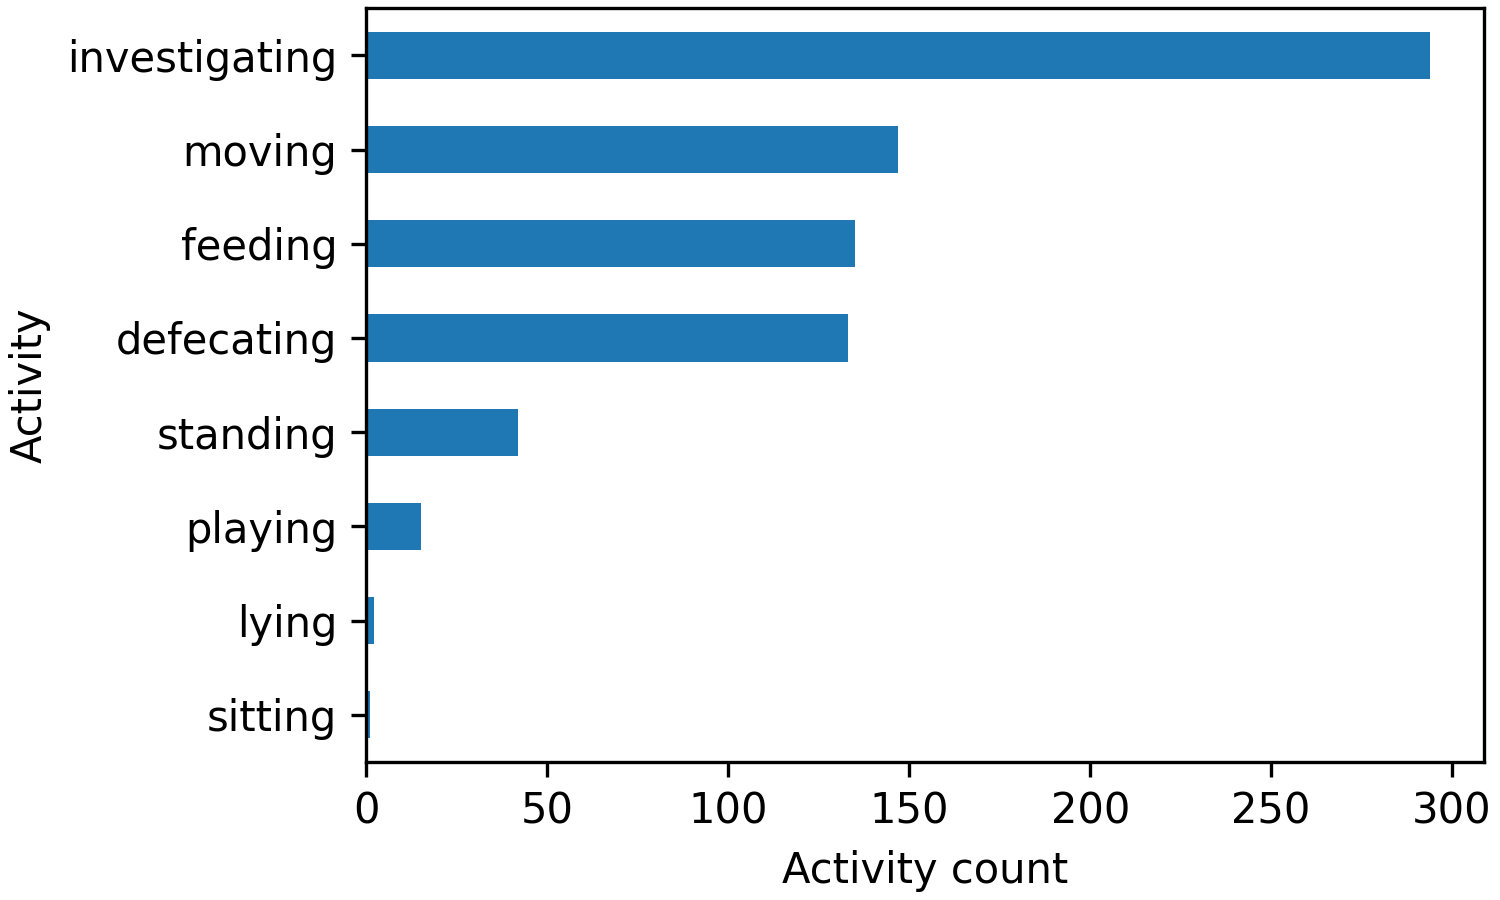 investigating
moving
feeding
defecating
standing
playing
lying
sitting
Activity
0 50 100 150 200 250 300
Activity count